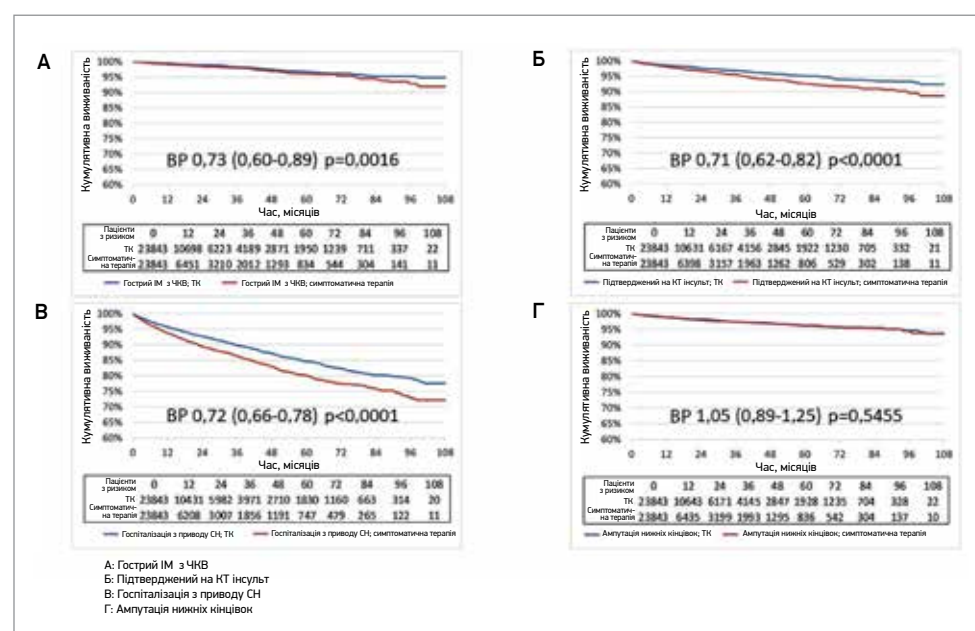 А
Кумулятивна виживаність
100%
95%
90%
85%
80%
75%
70%
65%
60%
ВР 0,73 (0,60-0,89) p=0,0016
0 12 24 36 48 60 72 84 96 108
Час, місяців
Пацієнти з ризиком 0 12 24 36 48 60 72 84 96 108
ТК 23843 10698 6223 4189 2871 1950 1239 711 337 22
Симптоматич-
на терапія 23843 6451 3210 2012 1293 834 544 304 141 11
Гострий ІМ з ЧКВ; ТК Гострий ІМ з ЧКВ; симптоматична терапія
Б
Кумулятивна виживаність
100%
95%
90%
85%
80%
75%
70%
65%
60%
ВР 0,71 (0,62-0,82) p<0,0001
0 12 24 36 48 60 72 84 96 108
Час, місяців
Пацієнти з ризиком 0 12 24 36 48 60 72 84 96 108
ТК 23843 10631 6167 4156 2845 1922 1230 705 332 21
Симптоматич-
на терапія 23843 6398 3157 1963 1262 806 529 302 138 11
Підтверджений на КТ інсульт; ТК Підтверджений на КТ інсульт; симптоматична терапія
В
Кумулятивна виживаність
100%
95%
90%
85%
80%
75%
70%
65%
60%
ВР 0,72 (0,66-0,78) p<0,0001
0 12 24 36 48 60 72 84 96 108
Час, місяців
Пацієнти з ризиком 0 12 24 36 48 60 72 84 96 108
ТК 23843 10431 5982 3971 2710 1830 1160 663 314 20
Симптоматич-
на терапія 23843 6208 3007 1856 1191 747 479 265 122 11
Госпіталізація з приводу СН; ТК Госпіталізація з приводу СН; симптоматична терапія
Г
Кумулятивна виживаність
100%
95%
90%
85%
80%
75%
70%
65%
60%
ВР 1,05 (0,89-1,25) p=0,5455
0 12 24 36 48 60 72 84 96 108
Час, місяців
Пацієнти з ризиком 0 12 24 36 48 60 72 84 96 108
ТК 23843 10643 6171 4145 2847 1928 1235 704 328 22
Симптоматич-
на терапія 23843 6435 3199 1993 1295 836 542 304 137 10
Ампутація нижніх кінцівок; ТК Ампутація нижніх кінцівок; симптоматична терапія
А: Гострий ІМ з ЧКВ
Б: Підтверджений на КТ інсульт
В: Госпіталізація з приводу СН
Г: Ампутація нижніх кінцівок